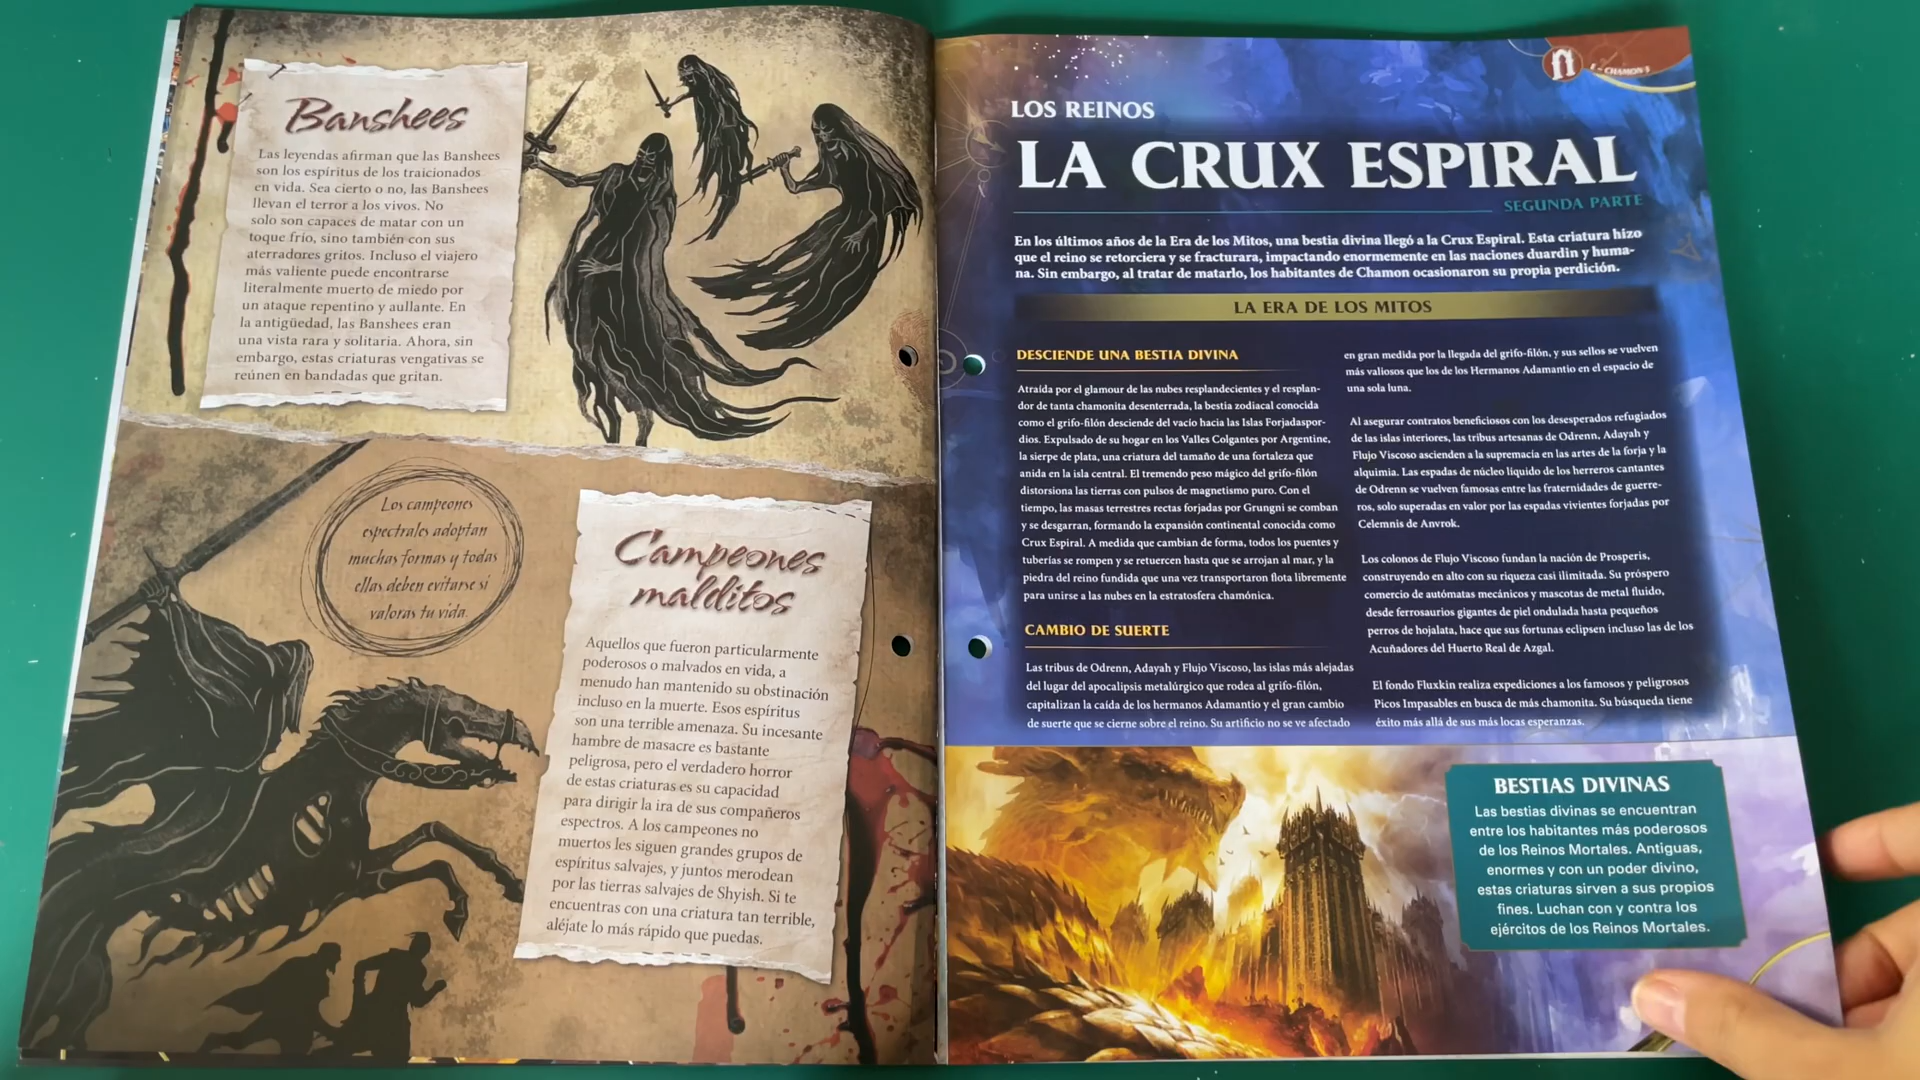 Banshees
Las leyendas afirman que las Banshees
son los espíritus de los traicionados
en vida. Sea cierto o no, las Banshees
llevan el terror a los vivos. No
solo son capaces de matar con un
toque frío, sino también con sus
aterradores gritos. Incluso el viajero
más valiente puede encontrarse
literalmente muerto de miedo por
un ataque repentino y aullante. En
la antigüedad, las Banshees eran
una vista rara y solitaria. Ahora, sin
embargo, estas criaturas vengativas se
reúnen en bandadas que gritan.
Los campeones
espectrales adoptan
muchas formas y todas
ellas deben evitarse si
valoras tu vida.
Campeones
malditos
Aquellos que fueron particularmente
poderosos o malvados en vida, a
menudo han mantenido su obstinación
incluso en la muerte. Esos espíritus
son una terrible amenaza. Su incesante
hambre de masacre es bastante
peligrosa, pero el verdadero horror
de estas criaturas es su capacidad
para dirigir la ira de sus compañeros
espectros. A los campeones no
muertos les siguen grandes grupos de
espíritus salvajes, y juntos merodean
por las tierras salvajes de Shyish. Si te
encuentras con una criatura tan terrible,
aléjate lo más rápido que puedas.
CHAMON 5
LOS REINOS
LA CRUX ESPIRAL
SEGUNDA PARTE
En los últimos años de la Era de los Mitos, una bestia divina llegó a la Crux Espiral. Esta criatura hizo
que el reino se retorciera y se fracturara, impactando enormemente en las naciones duardin y huma-
na. Sin embargo, al tratar de matarlo, los habitantes de Chamon ocasionaron su propia perdición.
LA ERA DE LOS MITOS
DESCIENDE UNA BESTIA DIVINA
Atraída por el glamour de las nubes resplandecientes y el resplan-
dor de tanta chamonita desenterrada, la bestia zodiacal conocida
como el grifo-filón desciende del vacío hacia las Islas Forjadaspor-
dios. Expulsado de su hogar en los Valles Colgantes por Argentine,
la sierpe de plata, una criatura del tamaño de una fortaleza que
anida en la isla central. El tremendo peso mágico del grifo-filón
distorsiona las tierras con pulsos de magnetismo puro. Con el
tiempo, las masas terrestres rectas forjadas por Grungni se comban
y se desgarran, formando la expansión continental conocida como
Crux Espiral. A medida que cambian de forma, todos los puentes y
tuberías se rompen y se retuercen hasta que se arrojan al mar, y la
piedra del reino fundida que una vez transportaron flota libremente
para unirse a las nubes en la estratosfera chamónica.
CAMBIO DE SUERTE
Las tribus de Odrenn, Adayah y Flujo Viscoso, las islas más alejadas
del lugar del apocalipsis metalúrgico que rodea al grifo-filón,
capitalizan la caída de los hermanos Adamantio y el gran cambio
de suerte que se cierne sobre el reino. Su artificio no se ve afectado
en gran medida por la llegada del grifo-filón, y sus sellos se vuelven
más valiosos que los de los Hermanos Adamantio en el espacio de
una sola luna.
Al asegurar contratos beneficiosos con los desesperados refugiados
de las islas interiores, las tribus artesanas de Odrenn, Adayah y
Flujo Viscoso ascienden a la supremacía en las artes de la forja y la
alquimia. Las espadas de núcleo líquido de los herreros cantantes
de Odrenn se vuelven famosas entre las fraternidades de guerre-
ros, solo superadas en valor por las espadas vivientes forjadas por
Celemnis de Anvrok.
Los colonos de Flujo Viscoso fundan la nación de Prosperis,
construyendo en alto con su riqueza casi ilimitada. Su próspero
comercio de autómatas mecánicos y mascotas de metal fluido,
desde ferrosaurios gigantes de piel ondulada hasta pequeños
perros de hojalata, hace que sus fortunas eclipsen incluso las de los
Acuñadores del Huerto Real de Azgal.
El fondo Fluxkin realiza expediciones a los famosos y peligrosos
Picos Impasables en busca de más chamonita. Su búsqueda tiene
éxito más allá de sus más locas esperanzas.
BESTIAS DIVINAS
Las bestias divinas se encuentran
entre los habitantes más poderosos
de los Reinos Mortales. Antiguas,
enormes y con un poder divino,
estas criaturas sirven a sus propios
fines. Luchan con y contra los
ejércitos de los Reinos Mortales.